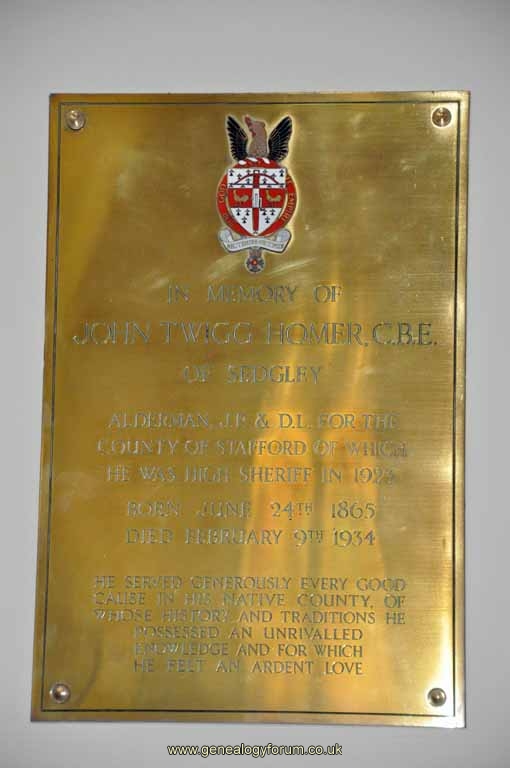 IN MEMORY OF
JOHN TWIGG HOMER, C.B.E.
OF SEDGLEY
ALDERMAN, J.P. & D.L. FOR THE
COUNTY OF STAFFORD OF WHICH
HE WAS HIGH SHERIFF IN 1923
BORN JUNE 24TH 1865
DIED FEBRUARY 9TH 1934
HE SERVED GENEROUSLY EVERY GOOD
CAUSE IN HIS NATIVE COUNTY, OF
WHOSE HISTORY AND TRADITIONS HE
POSSESSED AN UNRIVALLED
KNOWLEDGE AND FOR WHICH
HE FELT AN ARDENT LOVE
www.genealogyforum.co.uk